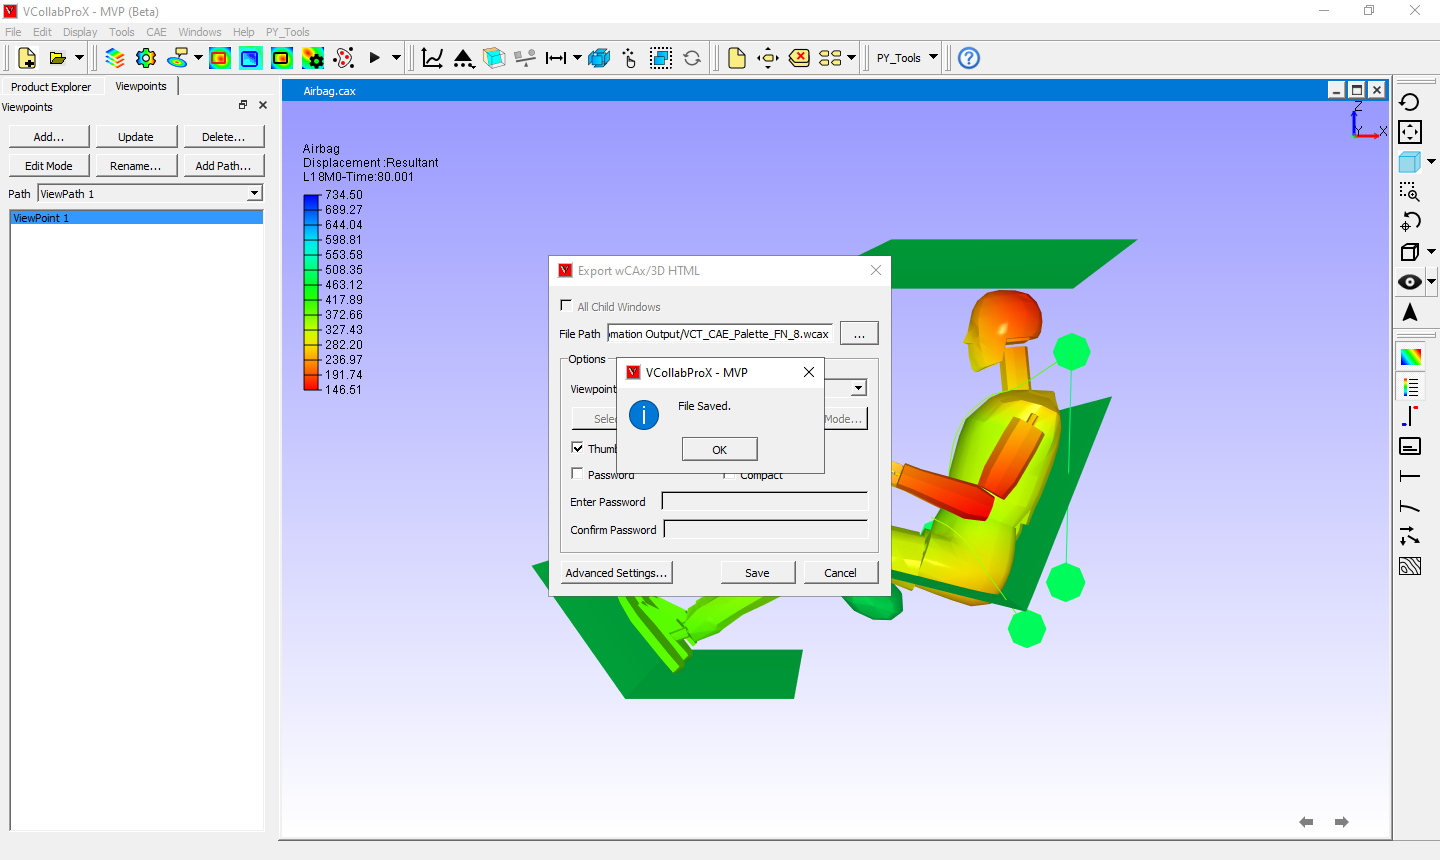 VCollabProX - MVP (Beta)
File Edit Display Tools CAE Windows Help PY_Tools
PY_Tools
Product Explorer Viewpoints
Viewpoints
Add... Update Delete...
Edit Mode Rename... Add Path...
Path ViewPath 1
ViewPoint 1
Airbag.cax
Z
Y X
Airbag
Displacement :Resultant
L18M0-Time:80.001
734.50
689.27
644.04
598.81
553.58
508.35
463.12
417.89
372.66
327.43
282.20
236.97
191.74
146.51
Export wCAx/3D HTML
All Child Windows
File Path mation Output/VCT_CAE_Palette_FN_8.wcax ...
Options
Viewpoint
Selec Mode...
Thumb
Password Compact
Enter Password
Confirm Password
Advanced Settings... Save Cancel
VCollabProX - MVP
File Saved.
OK